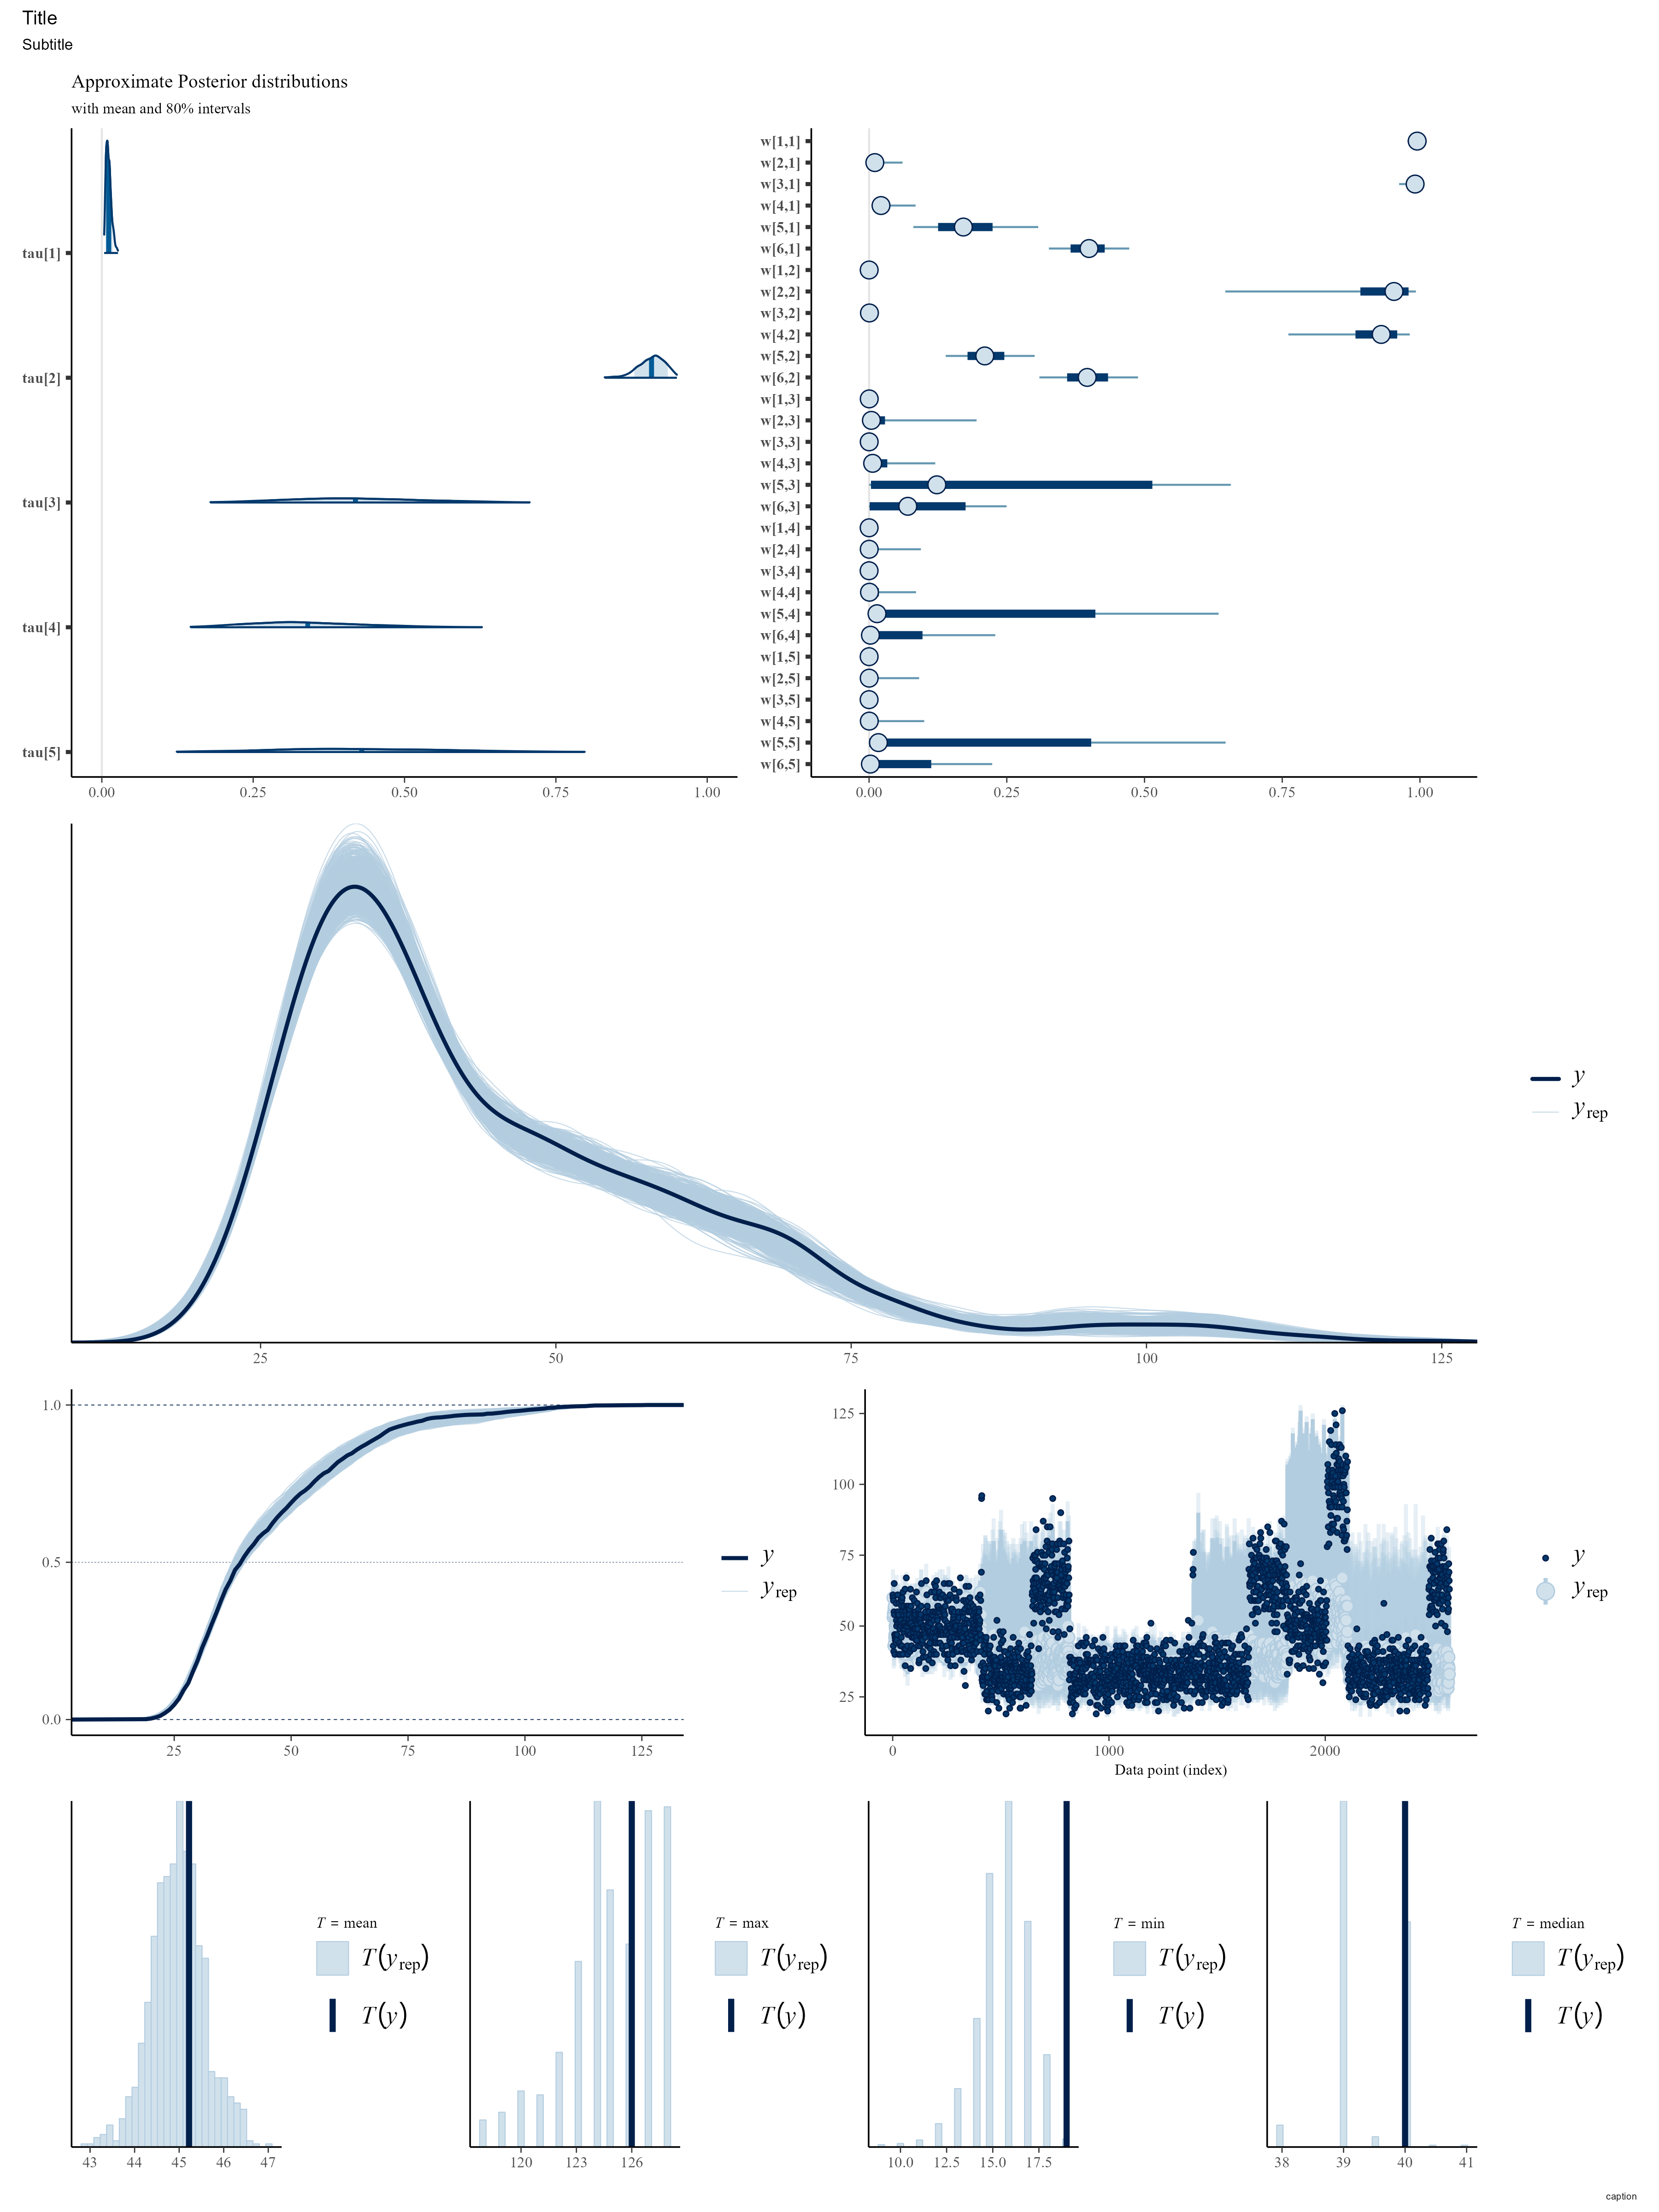 Title
Subtitle
Approximate Posterior distributions
with mean and 80% intervals
tau[1]
tau[2]
tau[3]
tau[4]
tau[5]
0.00 0.25 0.50 0.75 1.00
w[1,1]
w[2,1]
w[3,1]
w[4,1]
w[5,1]
w[6,1]
w[1,2]
w[2,2]
w[3,2]
w[4,2]
w[5,2]
w[6,2]
w[1,3]
w[2,3]
w[3,3]
w[4,3]
w[5,3]
w[6,3]
w[1,4]
w[2,4]
w[3,4]
w[4,4]
w[5,4]
w[6,4]
w[1,5]
w[2,5]
w[3,5]
w[4,5]
w[5,5]
w[6,5]
0.00 0.25 0.50 0.75 1.00
25 50 75 100 125
y
yrep
1.0
0.5
0.0
25 50 75 100 125
y
yrep
125
100
75
50
25
0 1000 2000
Data point (index)
y
yrep
43 44 45 46 47
T = mean
T(yrep)
T(y)
120 123 126
T = max
T(yrep)
T(y)
10.0 12.5 15.0 17.5
T = min
T(yrep)
T(y)
38 39 40 41
T = median
T(yrep)
T(y)
caption